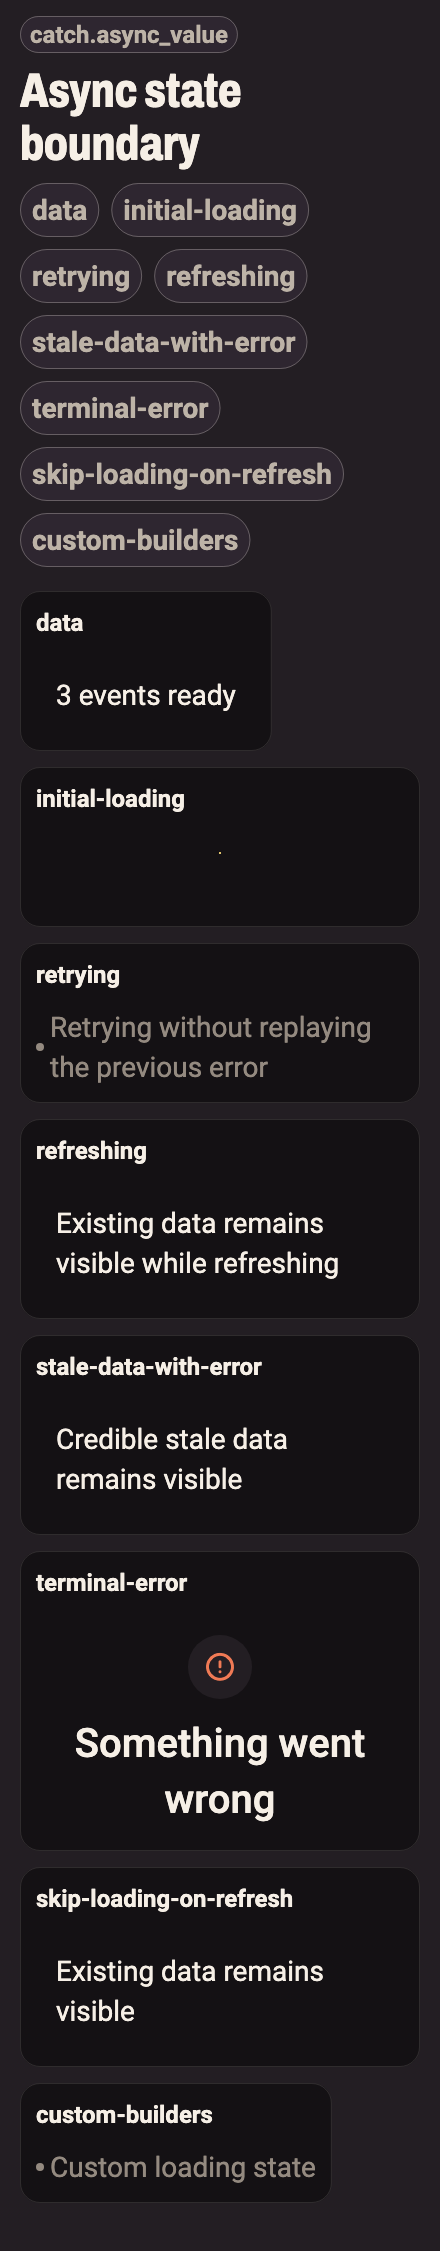 catch.async_value
Async state
boundary
data initial-loading
retrying refreshing
stale-data-with-error
terminal-error
skip-loading-on-refresh
custom-builders
data
3 events ready
initial-loading
retrying
Retrying without replaying
the previous error
refreshing
Existing data remains
visible while refreshing
stale-data-with-error
Credible stale data
remains visible
terminal-error
Something went
wrong
skip-loading-on-refresh
Existing data remains
visible
custom-builders
• Custom loading state